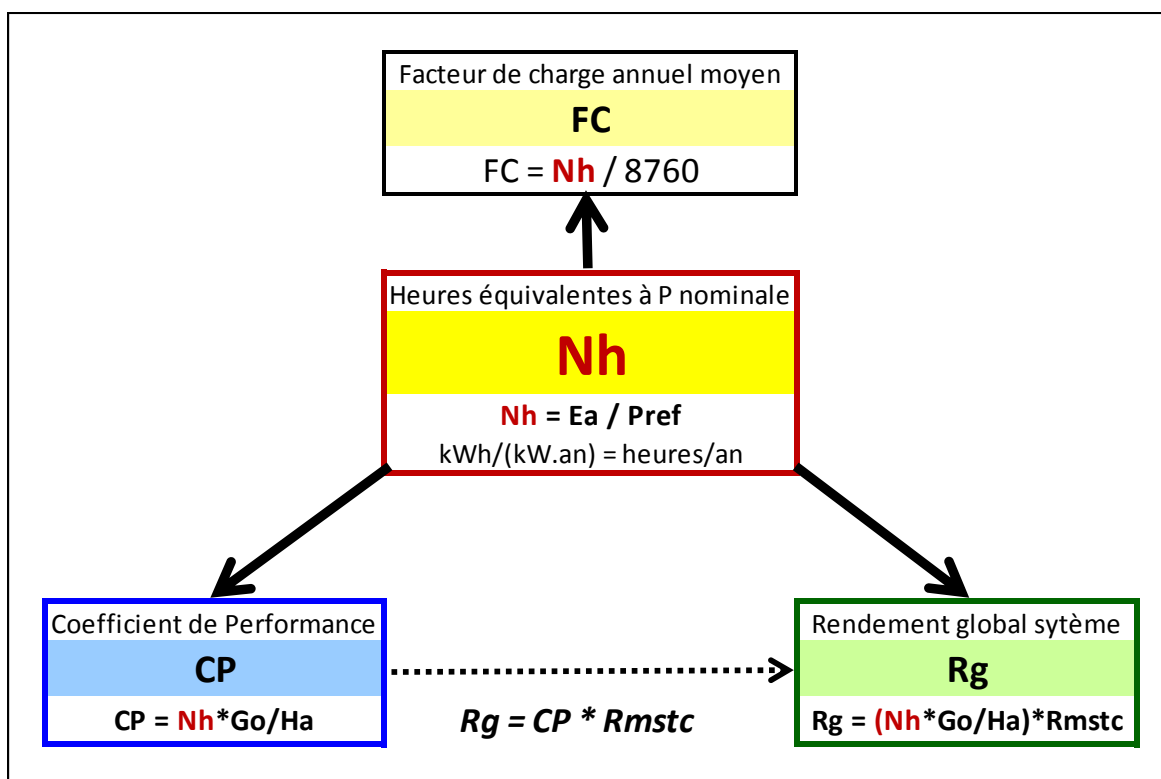 Facteur de charge annuel moyen
FC
FC = Nh / 8760
Heures équivalentes à P nominale
Nh
Nh = Ea / Pref
kWh/(kW.an) = heures/an
Coefficient de Performance
CP
CP = Nh*Go/Ha
Rg = CP * Rmstc
Rendement global sytème
Rg
Rg = (Nh*Go/Ha)*Rmstc